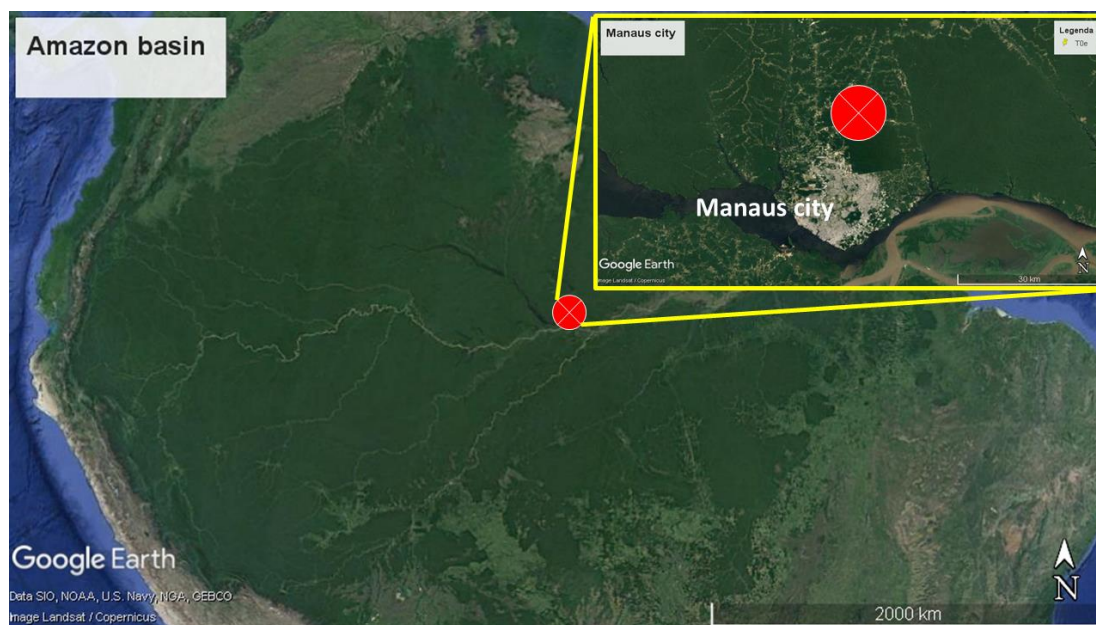 Amazon basin
Manaus city
Legenda
T0e
Manaus city
Google Earth
Image Landsat / Copernicus
30 km
N
Google Earth
Data SIO, NOAA, U.S. Navy, NGA, GEBCO
Image Landsat / Copernicus
2000 km
N